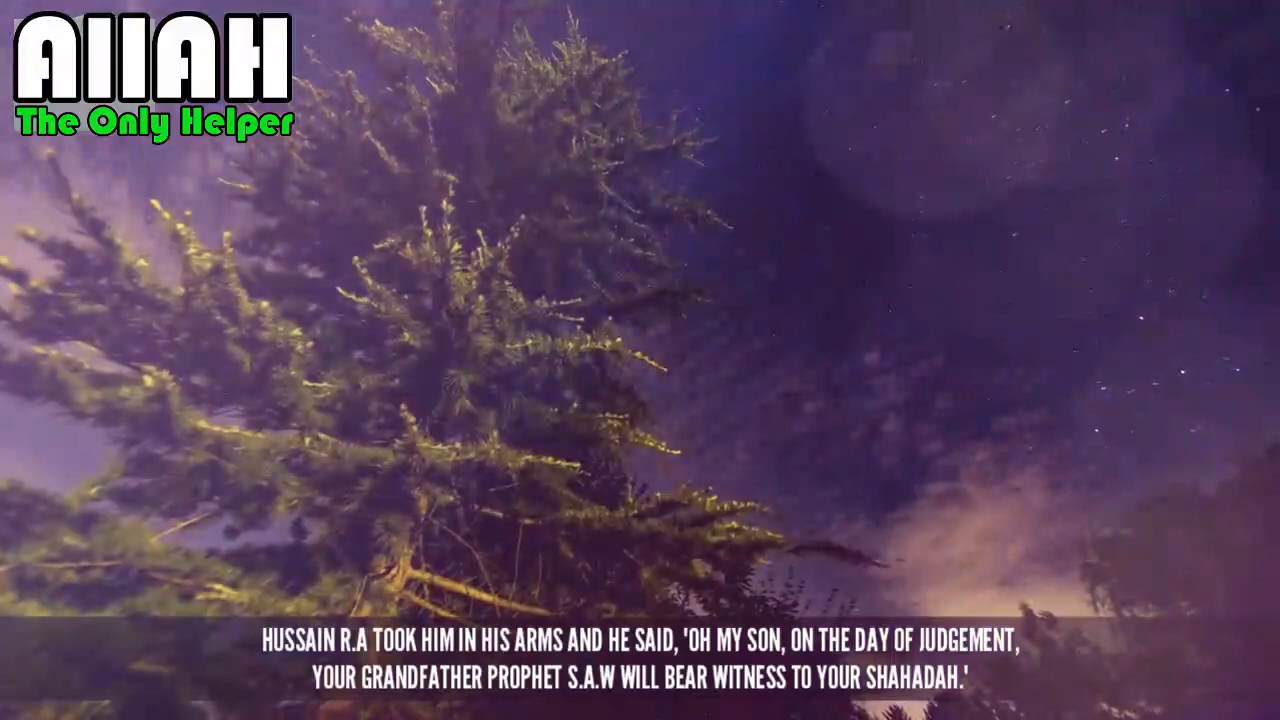 AllAH
The Only Helper
HUSSAIN R.A TOOK HIM IN HIS ARMS AND HE SAID, 'OH MY SON, ON THE DAY OF JUDGEMENT,
YOUR GRANDFATHER PROPHET S.A.W WILL BEAR WITNESS TO YOUR SHAHADAH.'